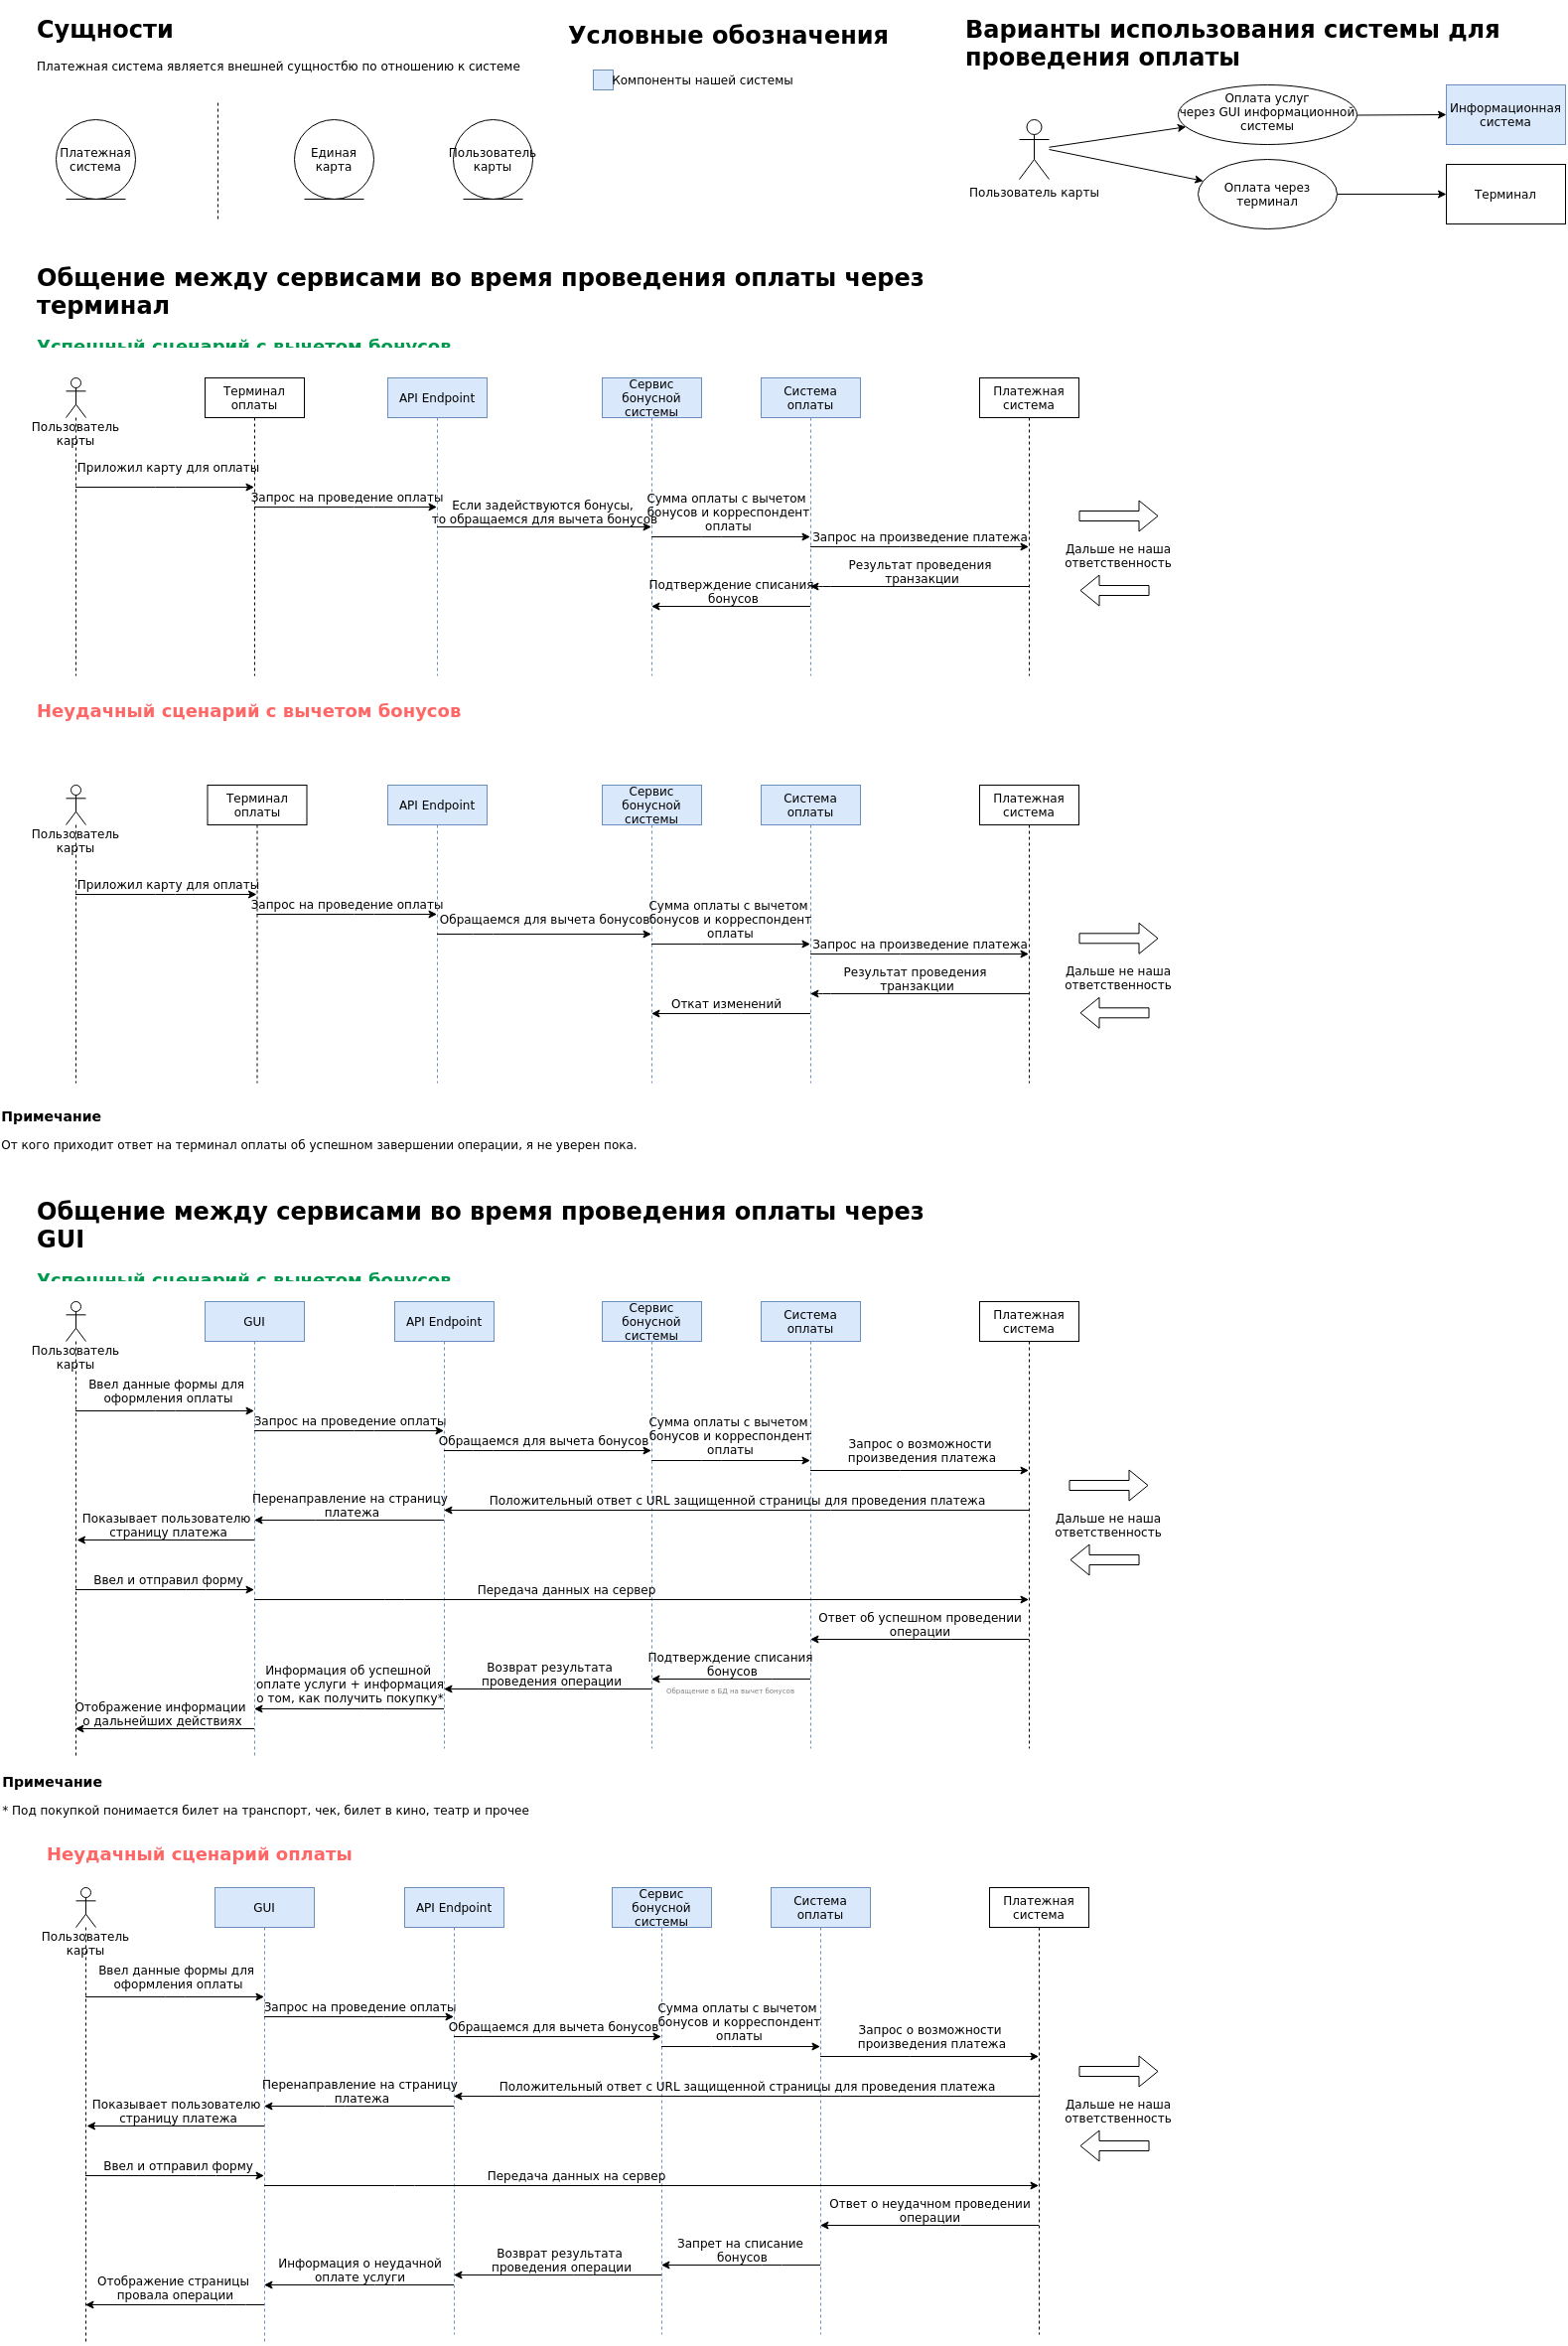 Сущности
Платежная система является внешней сущностбю по отношению к системе
Платежная
система
Единая
карта
Пользователь
карты
Условные обозначения
Компоненты нашей системы
Варианты использования системы для
проведения оплаты
Пользователь карты
Оплата услуг
через GUI информационной
системы
Информационная
система
Оплата через
терминал
Терминал
Общение между сервисами во время проведения оплаты через
терминал
Успешный сценарий с вычетом бонусов
Пользователь
карты
Терминал
оплаты
API Endpoint
Сервис
бонусной
системы
Система
оплаты
Платежная
система
Приложил карту для оплаты
Запрос на проведение оплаты
Если задействуются бонусы,
то обращаемся для вычета бонусов
Сумма оплаты с вычетом
бонусов и корреспондент
оплаты
Запрос на произведение платежа
Результат проведения
транзакции
Подтверждение списания
бонусов
Дальше не наша
ответственность
Неудачный сценарий с вычетом бонусов
Пользователь
карты
Терминал
оплаты
API Endpoint
Сервис
бонусной
системы
Система
оплаты
Платежная
система
Приложил карту для оплаты
Запрос на проведение оплаты
Обращаемся для вычета бонусов
Сумма оплаты с вычетом
бонусов и корреспондент
оплаты
Запрос на произведение платежа
Результат проведения
транзакции
Откат изменений
Дальше не наша
ответственность
Примечание
От кого приходит ответ на терминал оплаты об успешном завершении операции, я не уверен пока.
Общение между сервисами во время проведения оплаты через
GUI
Успешный сценарий с вычетом бонусов
Пользователь
карты
GUI
API Endpoint
Сервис
бонусной
системы
Система
оплаты
Платежная
система
Ввел данные формы для
оформления оплаты
Запрос на проведение оплаты
Обращаемся для вычета бонусов
Сумма оплаты с вычетом
бонусов и корреспондент
оплаты
Запрос о возможности
произведения платежа
Положительный ответ с URL защищенной страницы для проведения платежа
Перенаправление на страницу
платежа
Показывает пользователю
страницу платежа
Дальше не наша
ответственность
Ввел и отправил форму
Передача данных на сервер
Ответ об успешном проведении
операции
Подтверждение списания
бонусов
Обращение в БД на вычет бонусов
Возврат результата
проведения операции
Информация об успешной
оплате услуги + информация
о том, как получить покупку*
Отображение информации
о дальнейших действиях
Примечание
* Под покупкой понимается билет на транспорт, чек, билет в кино, театр и прочее
Неудачный сценарий оплаты
Пользователь
карты
GUI
API Endpoint
Сервис
бонусной
системы
Система
оплаты
Платежная
система
Ввел данные формы для
оформления оплаты
Запрос на проведение оплаты
Обращаемся для вычета бонусов
Сумма оплаты с вычетом
бонусов и корреспондент
оплаты
Запрос о возможности
произведения платежа
Положительный ответ с URL защищенной страницы для проведения платежа
Перенаправление на страницу
платежа
Показывает пользователю
страницу платежа
Дальше не наша
ответственность
Ввел и отправил форму
Передача данных на сервер
Ответ о неудачном проведении
операции
Запрет на списание
бонусов
Возврат результата
проведения операции
Информация о неудачной
оплате услуги
Отображение страницы
провала операции